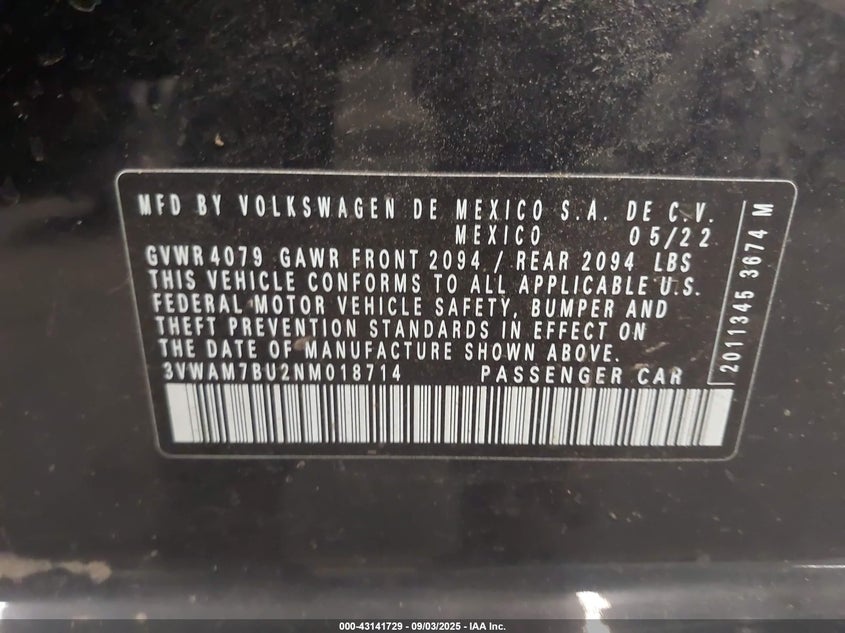 MFD BY VOLKSWAGEN DE MEXICO S.A. DE C.V.
MEXICO 05/22
GVWR 4079 GAWR FRONT 2094 / REAR 2094 LBS
THIS VEHICLE CONFORMS TO ALL APPLICABLE U.S.
FEDERAL MOTOR VEHICLE SAFETY, BUMPER AND
THEFT PREVENTION STANDARDS IN EFFECT ON
THE DATE OF MANUFACTURE SHOWN ABOVE.
3VWAM7BU2NM018714 PASSENGER CAR
2011345 3674 M
000-43141729 - 09/03/2025 - IAA Inc.